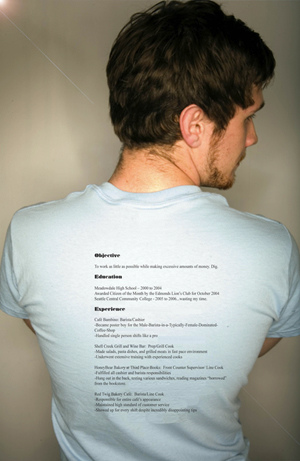 Objective
To work as little as possible while making excessive amounts of money. Dig.
Education
Meadowdale High School – 2000 to 2004
Awarded Citizen of the Month by the Edmonds Lion's Club for October 2004
Seattle Central Community College - 2005 to 2006.. wasting my time.
Experience
Café Bambino: Barista/Cashier
-Became poster boy for the Male-Barista-in-a-Typically-Female-Dominated-
Coffee-Shop
-Handled single person shifts like a pro.
Shell Creek Grill and Wine Bar: Prep/Grill Cook
-Made salads, pasta dishes, and grilled meats in fast pace environment
-Underwent extensive training with experienced cooks
Honey Bear Bakery at Third Place Books: Front Counter Supervisor/ Line Cook
-Fulfilled all cashier and barista responsibilities
-Hung out in the back, eating various sandwiches, reading magazines "borrowed"
from the bookstore.
Red Twig Bakery Café: Barista/Line Cook
-Responsible for entire café's appearance
-Maintained high standard of customer service
-Showed up for every shift despite incredibly disappointing tips